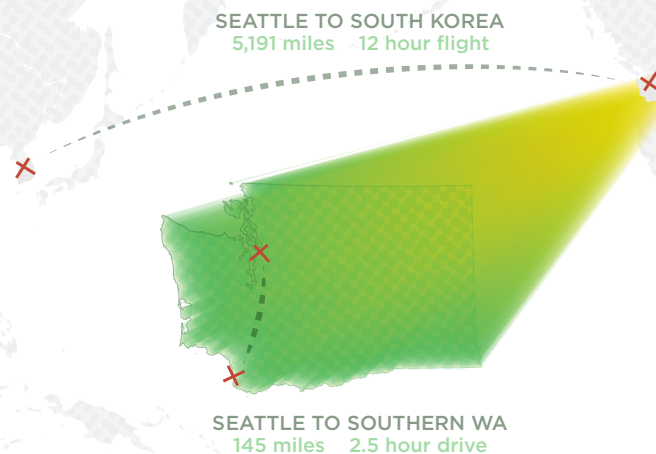 SEATTLE TO SOUTH KOREA
5,191 miles 12 hour flight
SEATTLE TO SOUTHERN WA
145 miles 2.5 hour drive